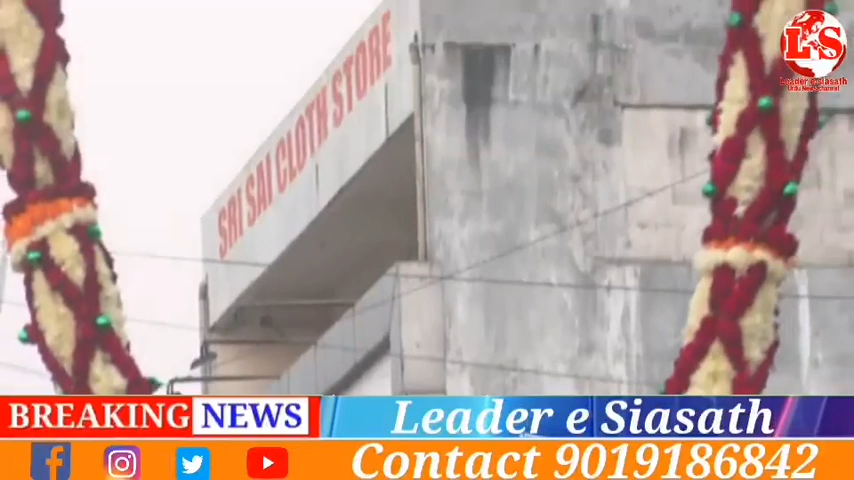 LS
Leader e Siasath
Urdu News channel
SRI SAI CLOTH STORE
BREAKING NEWS
Leader e Siasath
Contact 9019186842